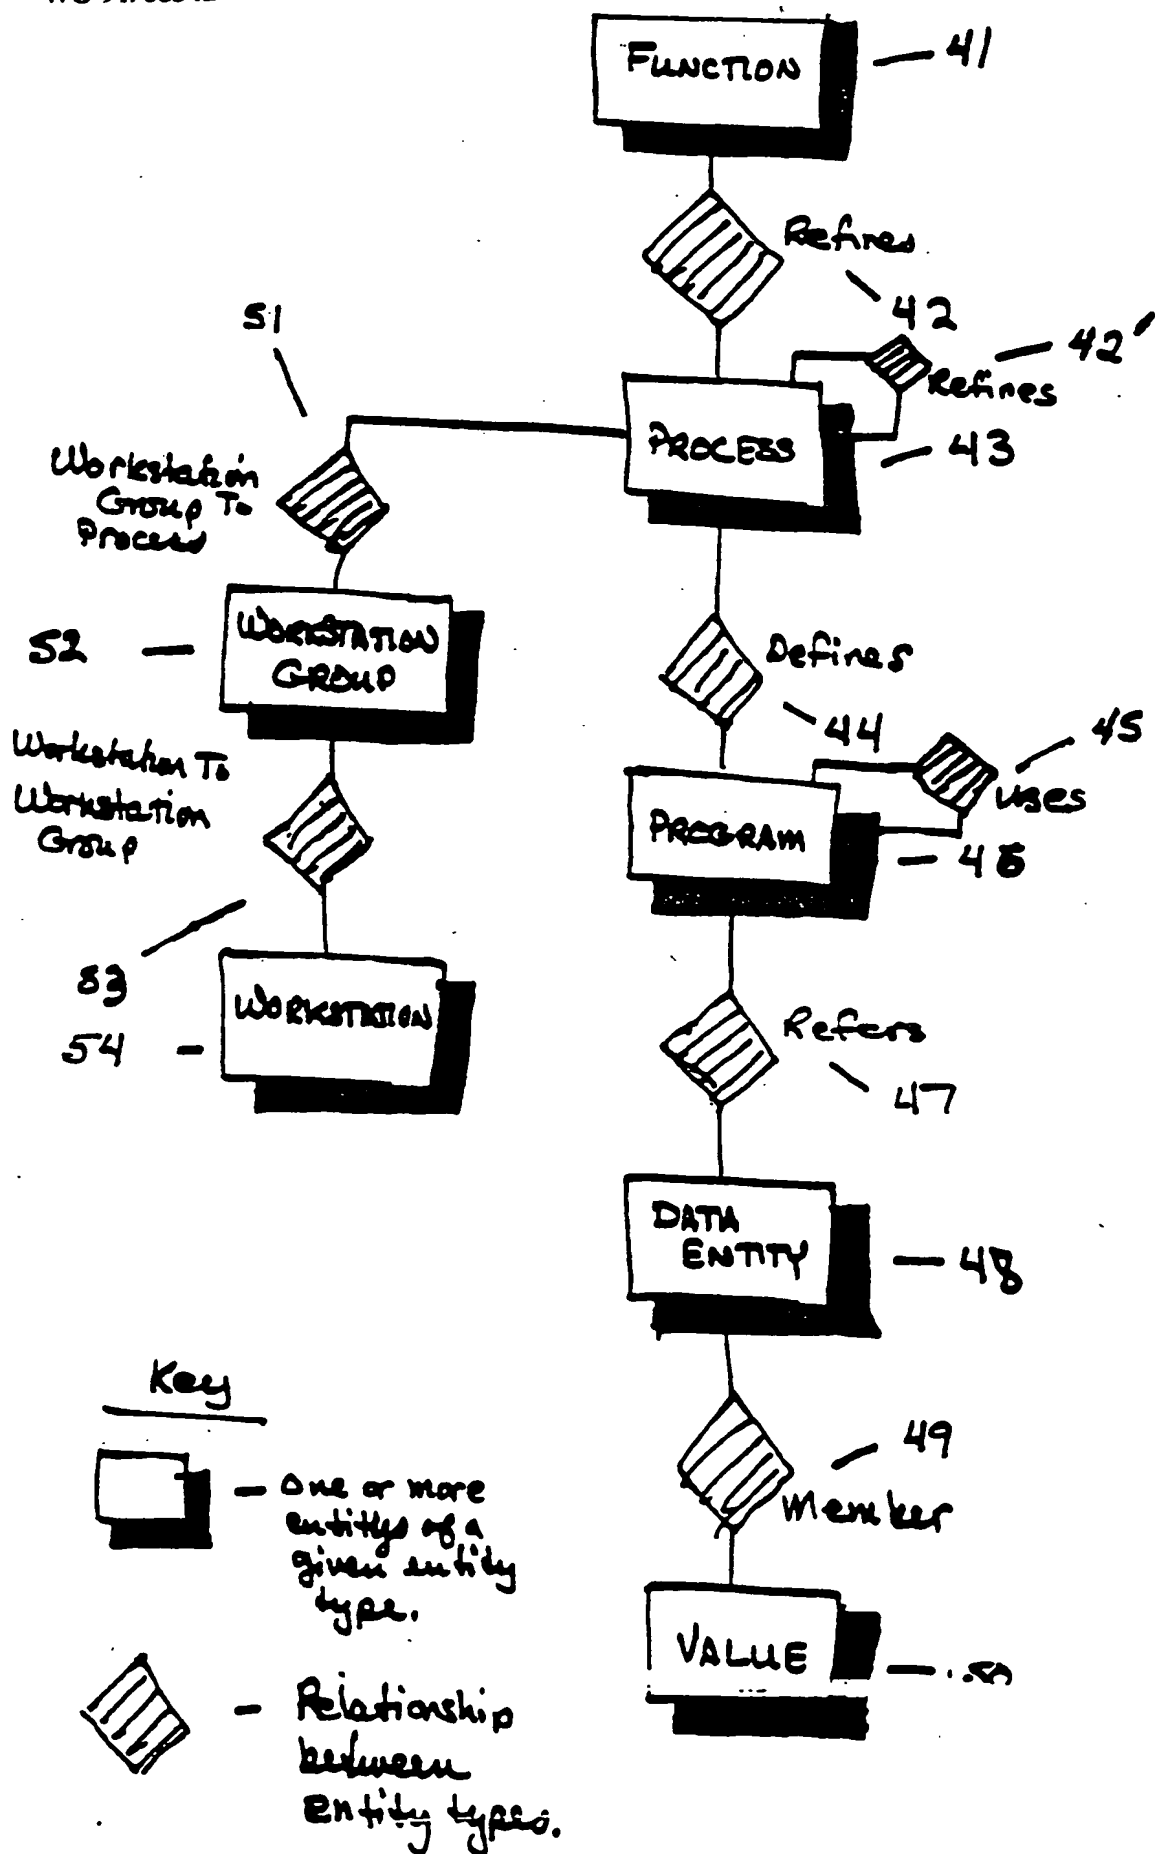 FUNCTION
41
Refines
42
51
42'
Refines
PROCESS
43
Workstation
Group To
Process
WORKSTATION
GROUP
52
Defines
44
45
uses
Workstation To
Workstation
Group
PROGRAM
46
53
WORKSTATION
54
Refers
47
DATA
ENTITY
48
Key
49
Member
One or more
entitys of a
given entity
type.
VALUE
50
Relationship
between
entity types.